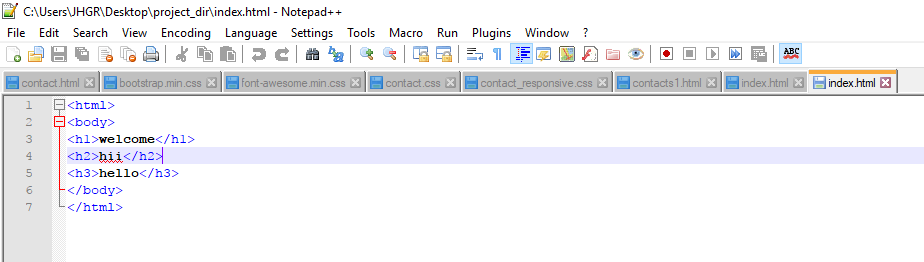 C:\Users\JHGR\Desktop\project_dir\index.html - Notepad++
File Edit Search View Encoding Language Settings Tools Macro Run Plugins Window ?
ABC
contact.html bootstrap.min.css font-awesome.min.css contact.css contact_responsive.css contacts1.html index.html index.html
1 <html>
2 <body>
3 <h1>welcome</h1>
4 <h2>hii</h2>
5 <h3>hello</h3>
6 </body>
7 </html>